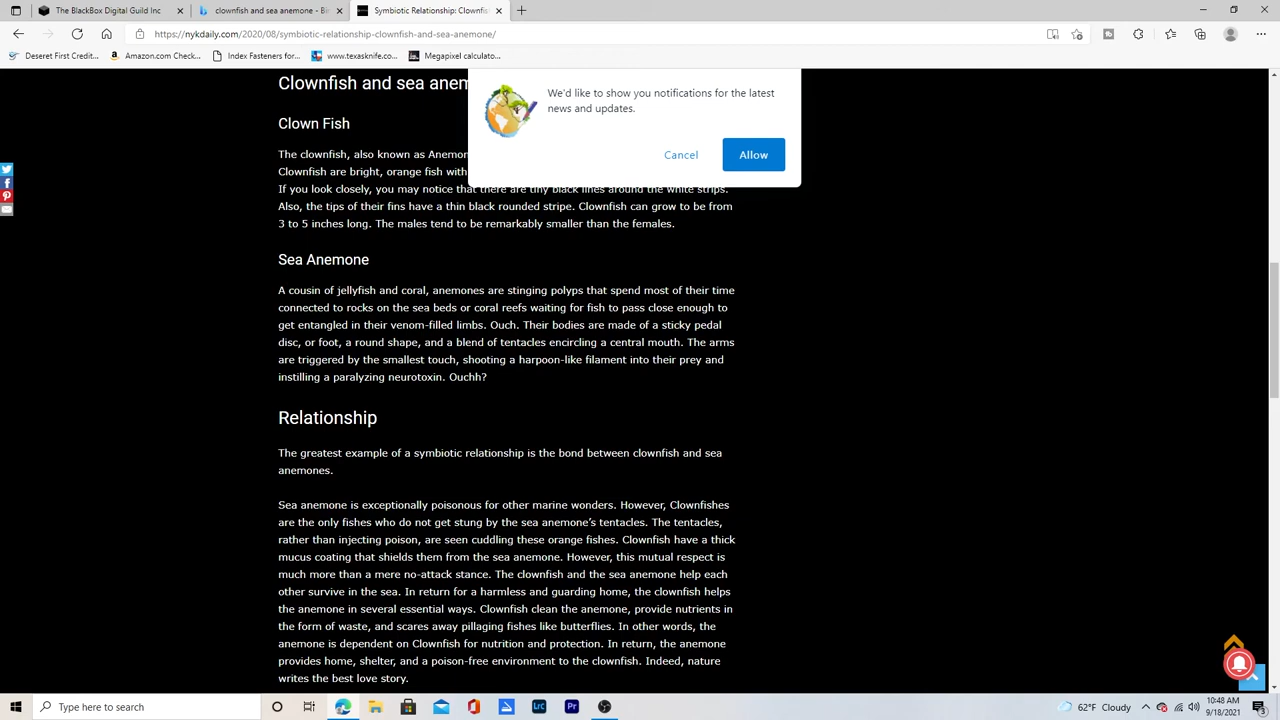 The BlackBox Digital Guild Inc.
clownfish and sea anemone - Bi
Symbiotic Relationship: Clownfis
https://nykdaily.com/2020/08/symbiotic-relationship-clownfish-and-sea-anemone/
Deseret First Credit...
Amazon.com Check...
Index Fasteners for...
www.texasknife.co...
Megapixel calculato...
Clownfish and sea anem
We'd like to show you notifications for the latest
news and updates.
Cancel
Allow
Clown Fish
The clownfish, also known as Anemon
Clownfish are bright, orange fish with
If you look closely, you may notice that there are tiny black lines around the white strips.
Also, the tips of their fins have a thin black rounded stripe. Clownfish can grow to be from
3 to 5 inches long. The males tend to be remarkably smaller than the females.
Sea Anemone
A cousin of jellyfish and coral, anemones are stinging polyps that spend most of their time
connected to rocks on the sea beds or coral reefs waiting for fish to pass close enough to
get entangled in their venom-filled limbs. Ouch. Their bodies are made of a sticky pedal
disc, or foot, a round shape, and a blend of tentacles encircling a central mouth. The arms
are triggered by the smallest touch, shooting a harpoon-like filament into their prey and
instilling a paralyzing neurotoxin. Ouchh?
Relationship
The greatest example of a symbiotic relationship is the bond between clownfish and sea
anemones.
Sea anemone is exceptionally poisonous for other marine wonders. However, Clownfishes
are the only fishes who do not get stung by the sea anemone's tentacles. The tentacles,
rather than injecting poison, are seen cuddling these orange fishes. Clownfish have a thick
mucus coating that shields them from the sea anemone. However, this mutual respect is
much more than a mere no-attack stance. The clownfish and the sea anemone help each
other survive in the sea. In return for a harmless and guarding home, the clownfish helps
the anemone in several essential ways. Clownfish clean the anemone, provide nutrients in
the form of waste, and scares away pillaging fishes like butterflies. In other words, the
anemone is dependent on Clownfish for nutrition and protection. In return, the anemone
provides home, shelter, and a poison-free environment to the clownfish. Indeed, nature
writes the best love story.
Type here to search
Lrc
Pr
62°F Cloudy
10:48 AM
9/18/2021
3